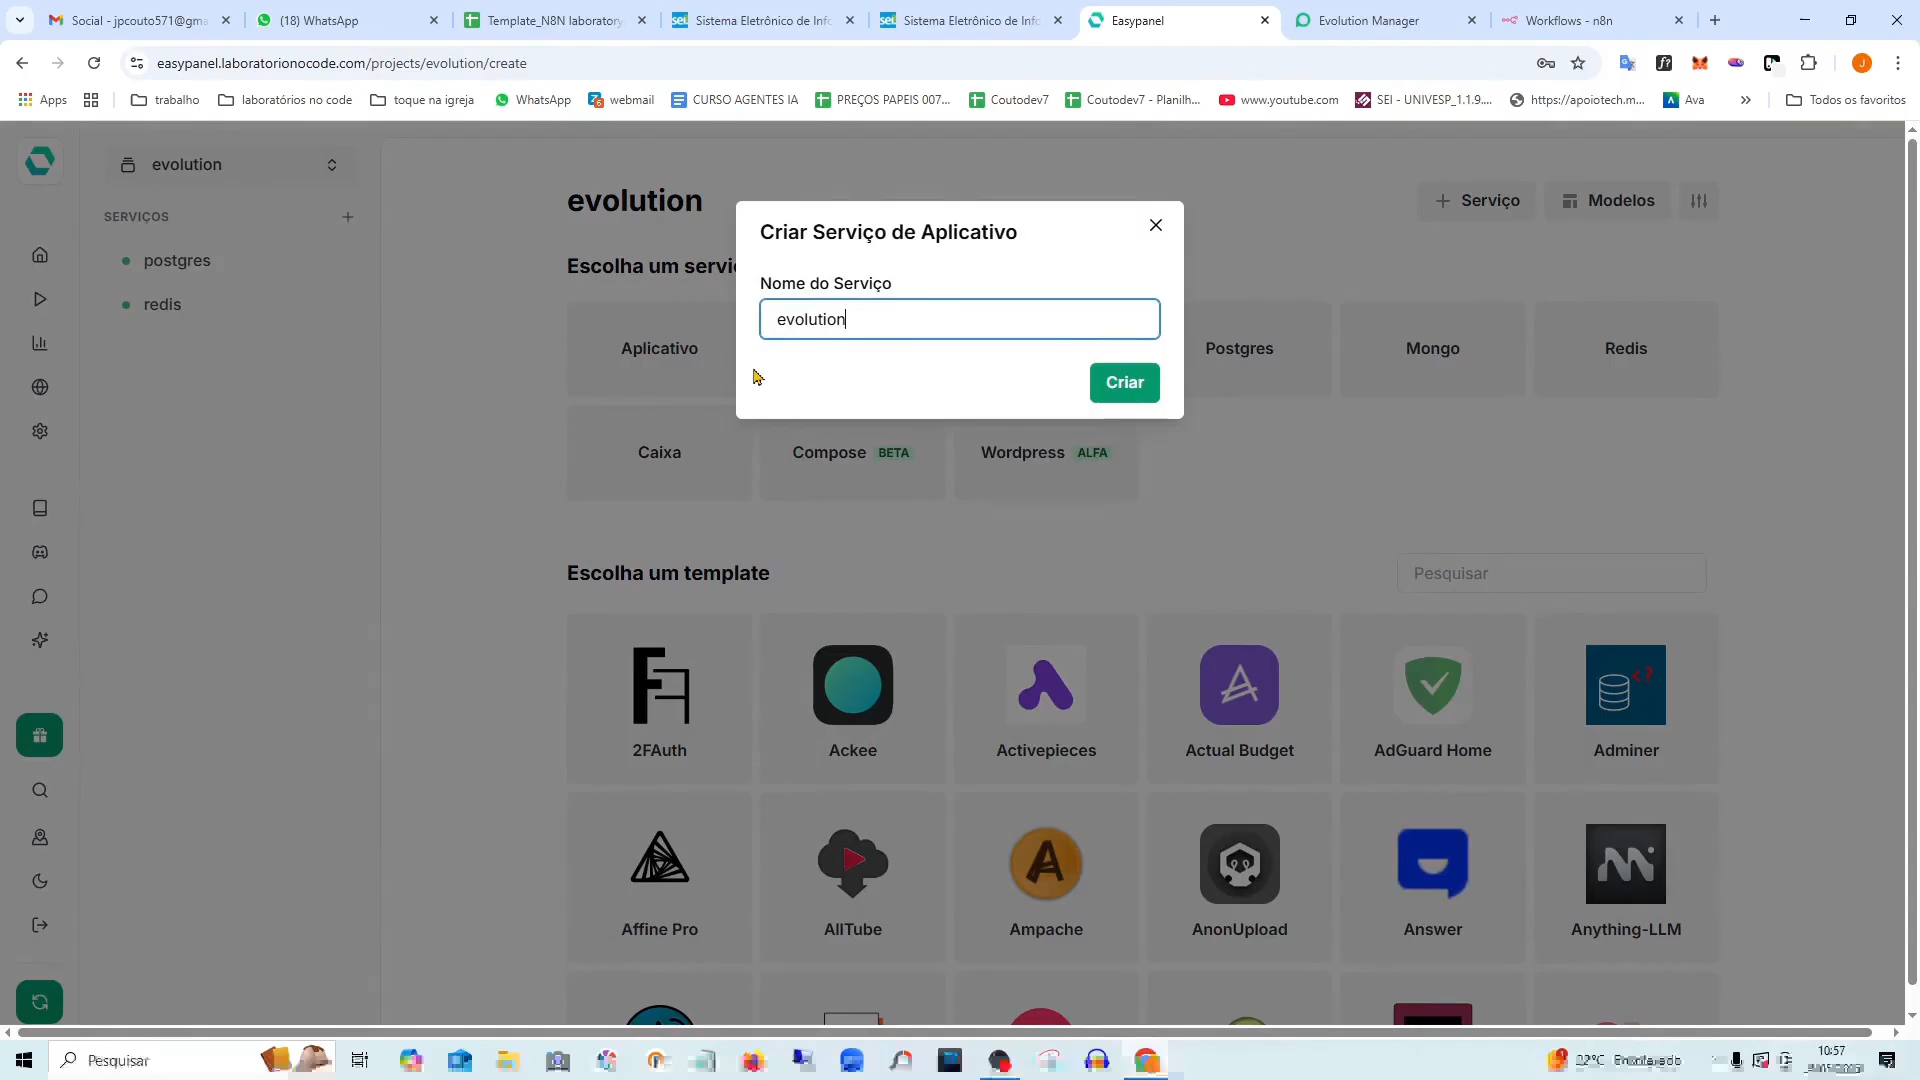 Social - jpcouto571@gma
(18) WhatsApp
Template_N8N laboratory
Sistema Eletrônico de Info
Sistema Eletrônico de Info
Easypanel
Evolution Manager
Workflows - n8n
easypanel.laboratorionocode.com/projects/evolution/create
Apps
trabalho
laboratórios no code
toque na igreja
WhatsApp
webmail
CURSO AGENTES IA
PREÇOS PAPEIS 007...
Coutodev7
Coutodev7 - Planilh...
www.youtube.com
SEI - UNIVESP_1.1.9....
https://apoiotech.m...
Ava
Todos os favoritos
evolution
SERVIÇOS
postgres
redis
evolution
Serviço
Modelos
Escolha um servi
Criar Serviço de Aplicativo
Nome do Serviço
evolution
Criar
Aplicativo
Postgres
Mongo
Redis
Caixa
Compose BETA
Wordpress ALFA
Escolha um template
Pesquisar
2FAuth
Ackee
Activepieces
Actual Budget
AdGuard Home
Adminer
Affine Pro
AllTube
Ampache
AnonUpload
Answer
Anything-LLM
Pesquisar
22°C
10:57